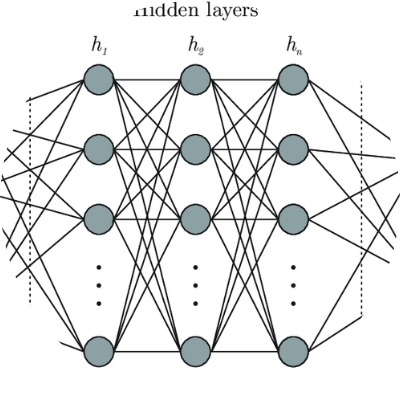 hidden layers
h₁ h₂ hₙ